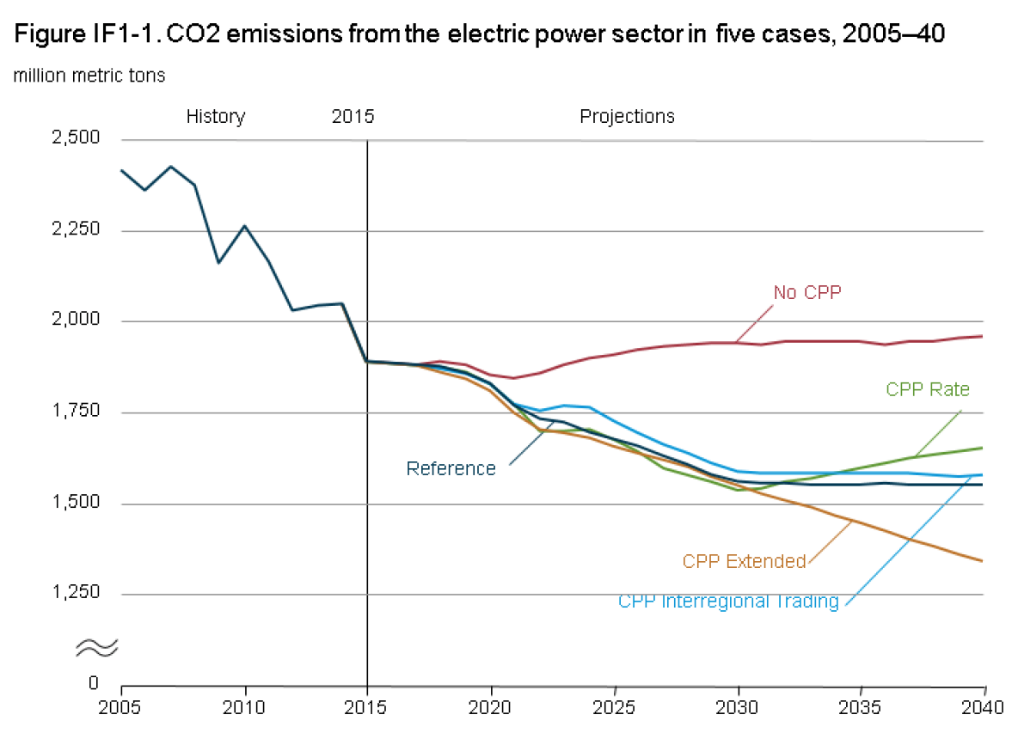 Figure IF1-1. CO2 emissions from the electric power sector in five cases, 2005–40
million metric tons
History 2015 Projections
2,500
2,250
2,000
No CPP
CPP Rate
1,750
Reference
1,500
CPP Extended
1,250
CPP Interregional Trading
0
2005 2010 2015 2020 2025 2030 2035 2040